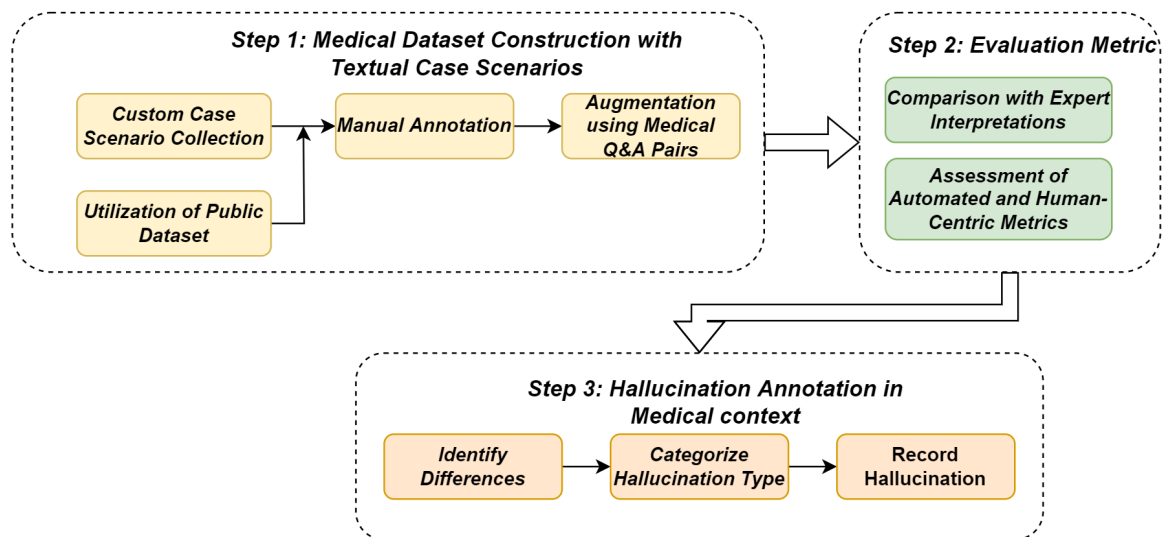 Step 1: Medical Dataset Construction with
Textual Case Scenarios
Custom Case
Scenario Collection
Manual Annotation
Augmentation
using Medical
Q&A Pairs
Utilization of Public
Dataset
Step 2: Evaluation Metric
Comparison with Expert
Interpretations
Assessment of
Automated and Human-
Centric Metrics
Step 3: Hallucination Annotation in
Medical context
Identify
Differences
Categorize
Hallucination Type
Record
Hallucination